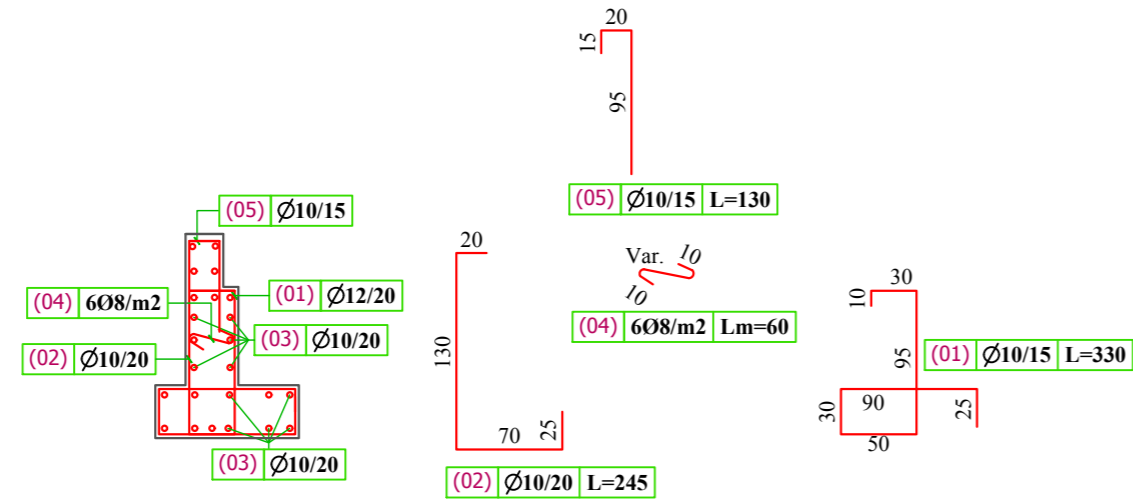 20
15
95
(05) Ø10/15 L=130
(05) Ø10/15
(04) 6Ø8/m2
(01) Ø12/20
(03) Ø10/20
(02) Ø10/20
(03) Ø10/20
20
130
70
25
(02) Ø10/20 L=245
Var.
10
10
(04) 6Ø8/m2 Lm=60
30
10
95
(01) Ø10/15 L=330
30
90
25
50